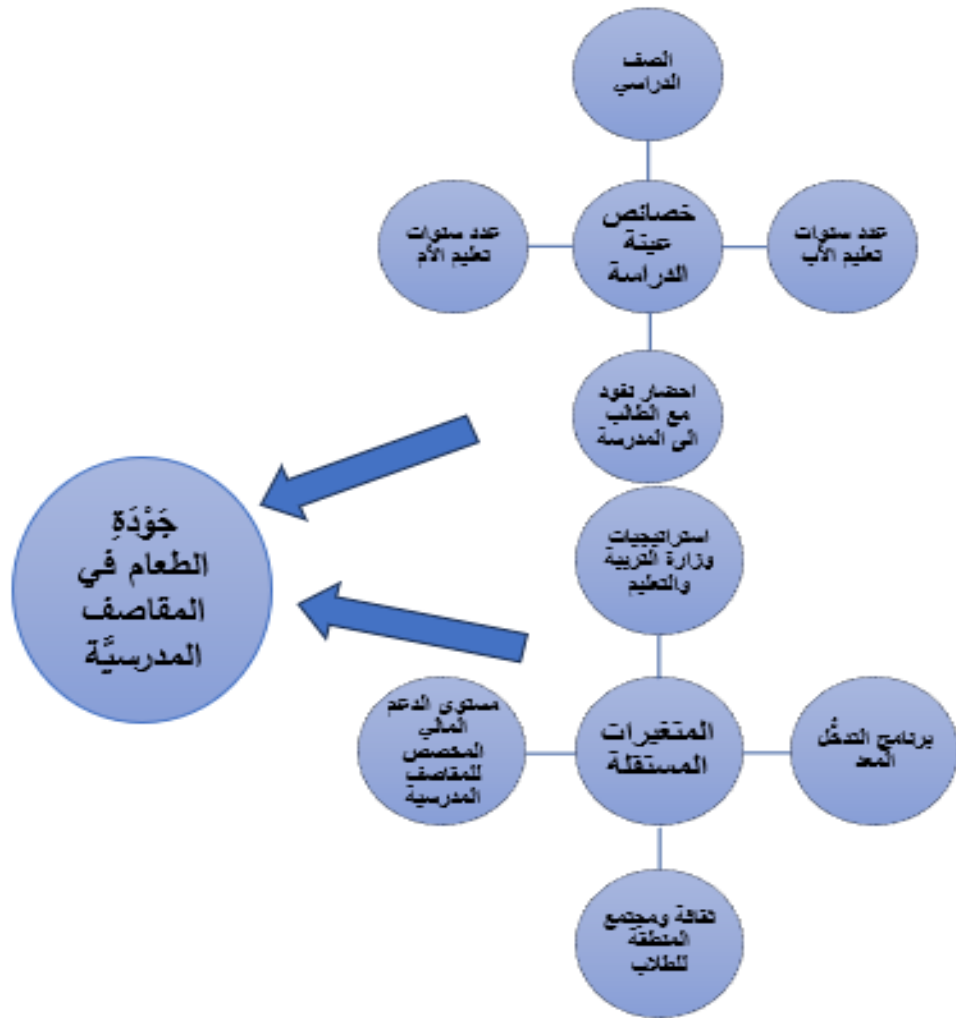 الصف
الدراسي
خصائص
عينة
الدراسة
عدد سنوات
تعليم الأب
عدد سنوات
تعليم الأم
احضار نقود
مع الطالب
الى المدرسة
جَوْدَةِ
الطعام في
المقاصف
المدرسيَّة
استراتيجيات
وزارة التربية
والتعليم
المتغيرات
المستقلة
برنامج التدخُّل
المعد
مستوى الدعم
المالي
المخصص
للمقاصف
المدرسية
ثقافة ومجتمع
المنطقة
للطلاب